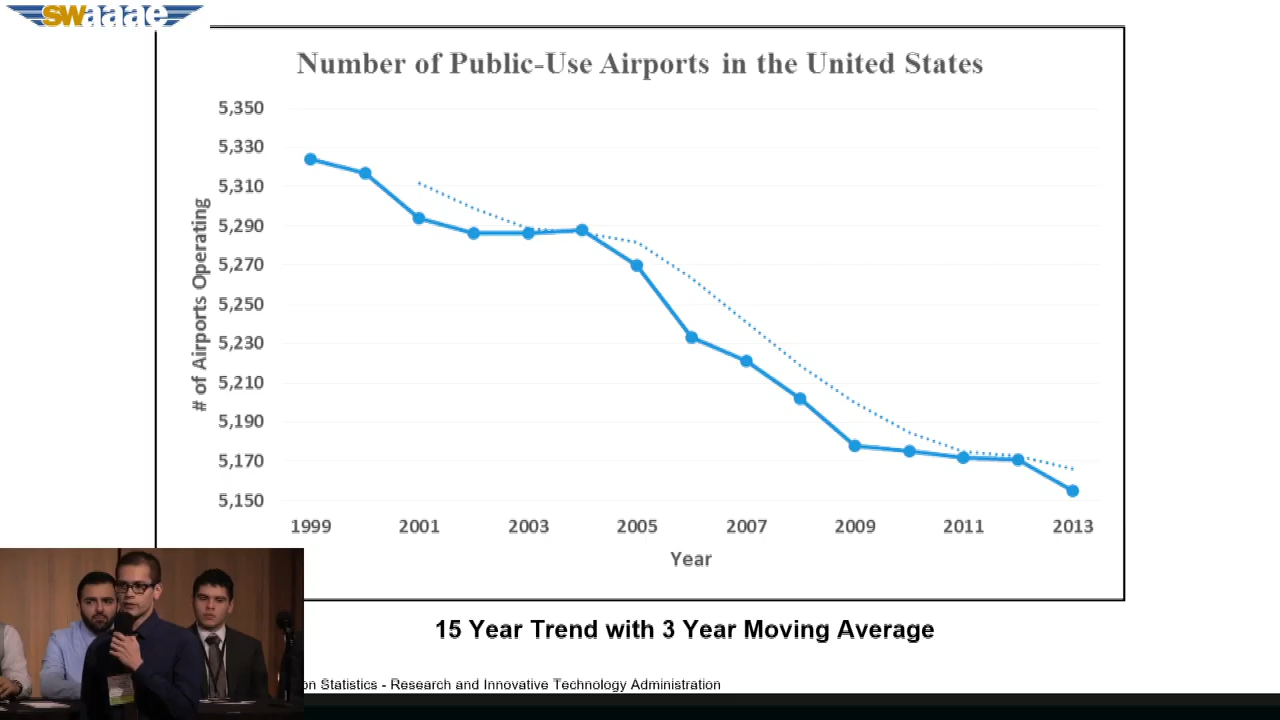 swaaae
Number of Public-Use Airports in the United States
5,350
5,330
5,310
5,290
5,270
5,250
5,230
5,210
5,190
5,170
5,150
# of Airports Operating
1999 2001 2003 2005 2007 2009 2011 2013
Year
15 Year Trend with 3 Year Moving Average
on Statistics - Research and Innovative Technology Administration